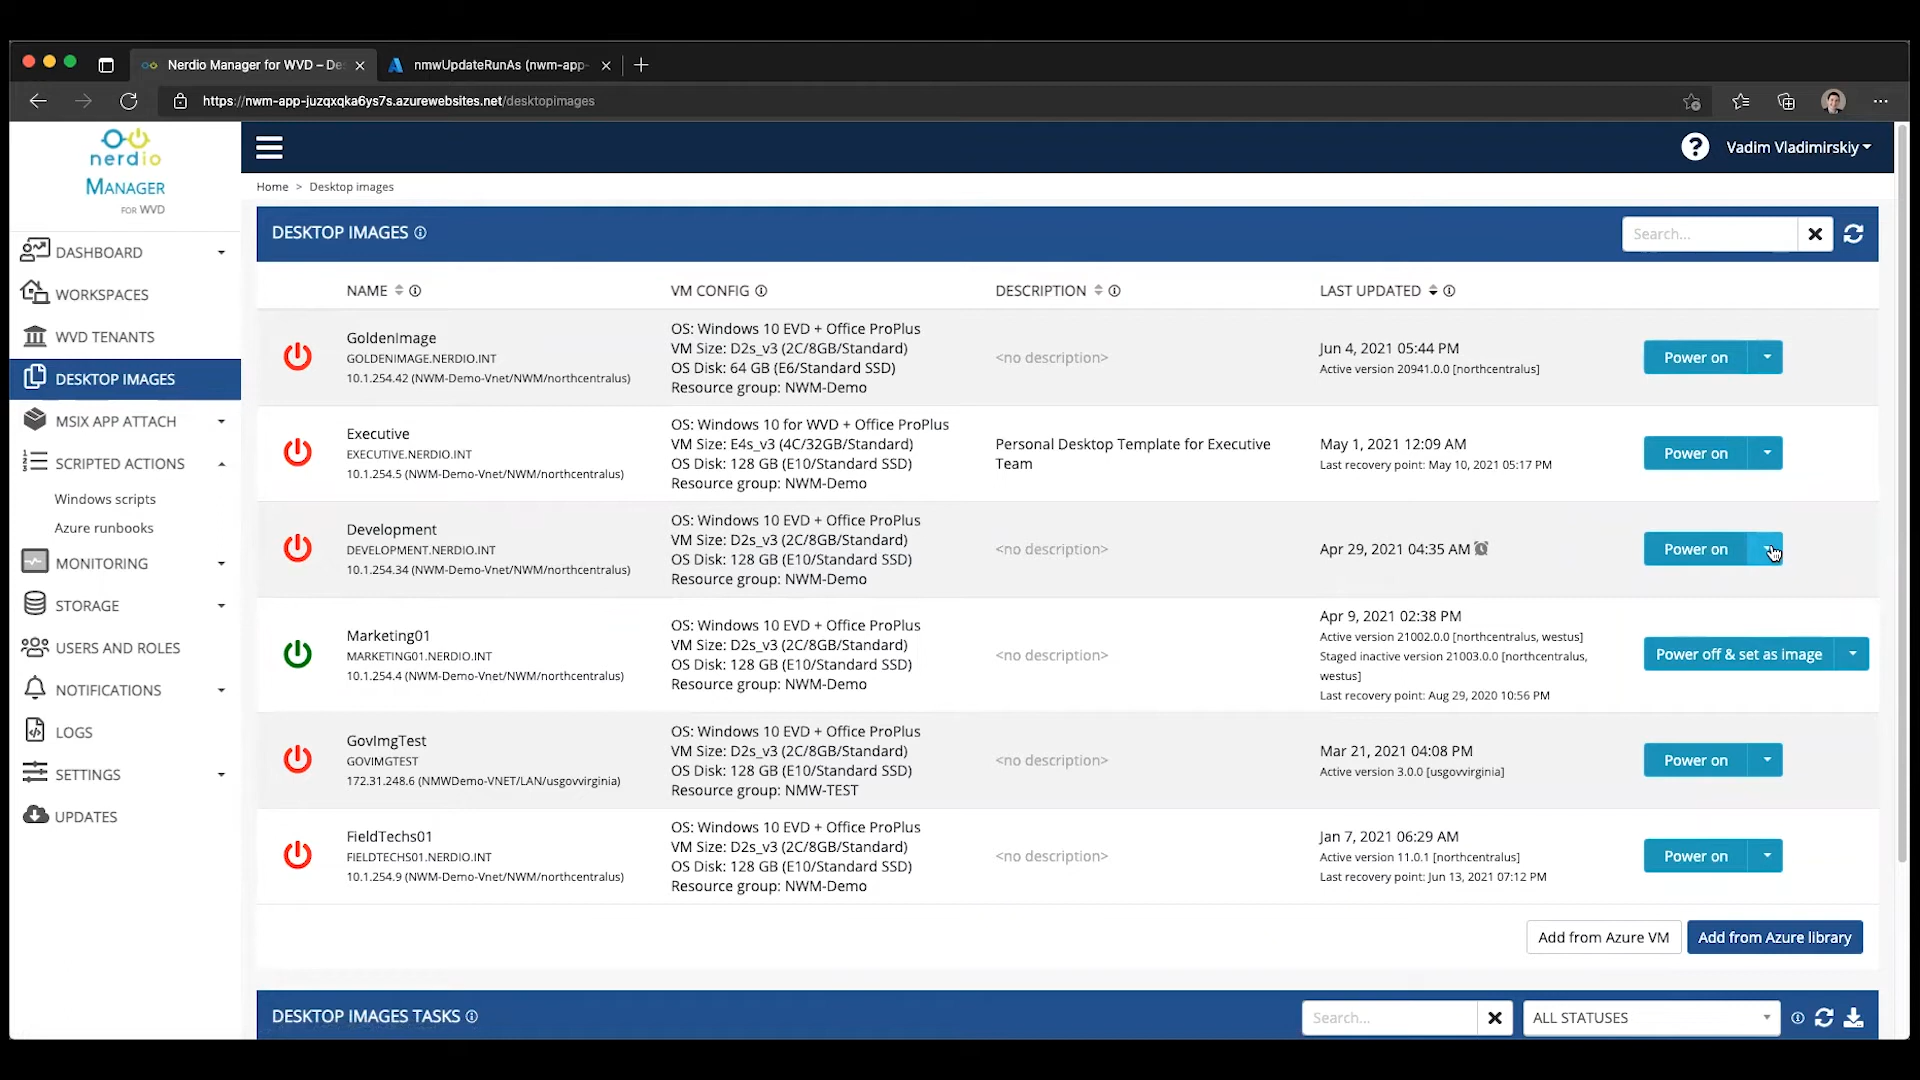 Nerdio Manager for WVD – De
nmwUpdateRunAs (nwm-app-
https://nwm-app-juzqxqka6ys7s.azurewebsites.net/desktopimages
nerdio
MANAGER
FOR WVD
Vadim Vladimirskiy
Home > Desktop images
DASHBOARD
WORKSPACES
WVD TENANTS
DESKTOP IMAGES
MSIX APP ATTACH
SCRIPTED ACTIONS
Windows scripts
Azure runbooks
MONITORING
STORAGE
USERS AND ROLES
NOTIFICATIONS
LOGS
SETTINGS
UPDATES
DESKTOP IMAGES
Search...
NAME VM CONFIG DESCRIPTION LAST UPDATED
GoldenImage
GOLDENIMAGE.NERDIO.INT
10.1.254.42 (NWM-Demo-Vnet/NWM/northcentralus)
OS: Windows 10 EVD + Office ProPlus
VM Size: D2s_v3 (2C/8GB/Standard)
OS Disk: 64 GB (E6/Standard SSD)
Resource group: NWM-Demo
<no description>
Jun 4, 2021 05:44 PM
Active version 20941.0.0 [northcentralus]
Power on
Executive
EXECUTIVE.NERDIO.INT
10.1.254.5 (NWM-Demo-Vnet/NWM/northcentralus)
OS: Windows 10 for WVD + Office ProPlus
VM Size: E4s_v3 (4C/32GB/Standard)
OS Disk: 128 GB (E10/Standard SSD)
Resource group: NWM-Demo
Personal Desktop Template for Executive
Team
May 1, 2021 12:09 AM
Last recovery point: May 10, 2021 05:17 PM
Power on
Development
DEVELOPMENT.NERDIO.INT
10.1.254.34 (NWM-Demo-Vnet/NWM/northcentralus)
OS: Windows 10 EVD + Office ProPlus
VM Size: D2s_v3 (2C/8GB/Standard)
OS Disk: 128 GB (E10/Standard SSD)
Resource group: NWM-Demo
<no description>
Apr 29, 2021 04:35 AM
Power on
Marketing01
MARKETING01.NERDIO.INT
10.1.254.4 (NWM-Demo-Vnet/NWM/northcentralus)
OS: Windows 10 EVD + Office ProPlus
VM Size: D2s_v3 (2C/8GB/Standard)
OS Disk: 128 GB (E10/Standard SSD)
Resource group: NWM-Demo
<no description>
Apr 9, 2021 02:38 PM
Active version 21002.0.0 [northcentralus, westus]
Staged inactive version 21003.0.0 [northcentralus,
westus]
Last recovery point: Aug 29, 2020 10:56 PM
Power off & set as image
GovImgTest
GOVIMGTEST
172.31.248.6 (NMWDemo-VNET/LAN/usgovvirginia)
OS: Windows 10 EVD + Office ProPlus
VM Size: D2s_v3 (2C/8GB/Standard)
OS Disk: 128 GB (E10/Standard SSD)
Resource group: NMW-TEST
<no description>
Mar 21, 2021 04:08 PM
Active version 3.0.0 [usgovvirginia]
Power on
FieldTechs01
FIELDTECHS01.NERDIO.INT
10.1.254.9 (NWM-Demo-Vnet/NWM/northcentralus)
OS: Windows 10 EVD + Office ProPlus
VM Size: D2s_v3 (2C/8GB/Standard)
OS Disk: 128 GB (E10/Standard SSD)
Resource group: NWM-Demo
<no description>
Jan 7, 2021 06:29 AM
Active version 11.0.1 [northcentralus]
Last recovery point: Jun 13, 2021 07:12 PM
Power on
Add from Azure VM
Add from Azure library
DESKTOP IMAGES TASKS
Search...
ALL STATUSES